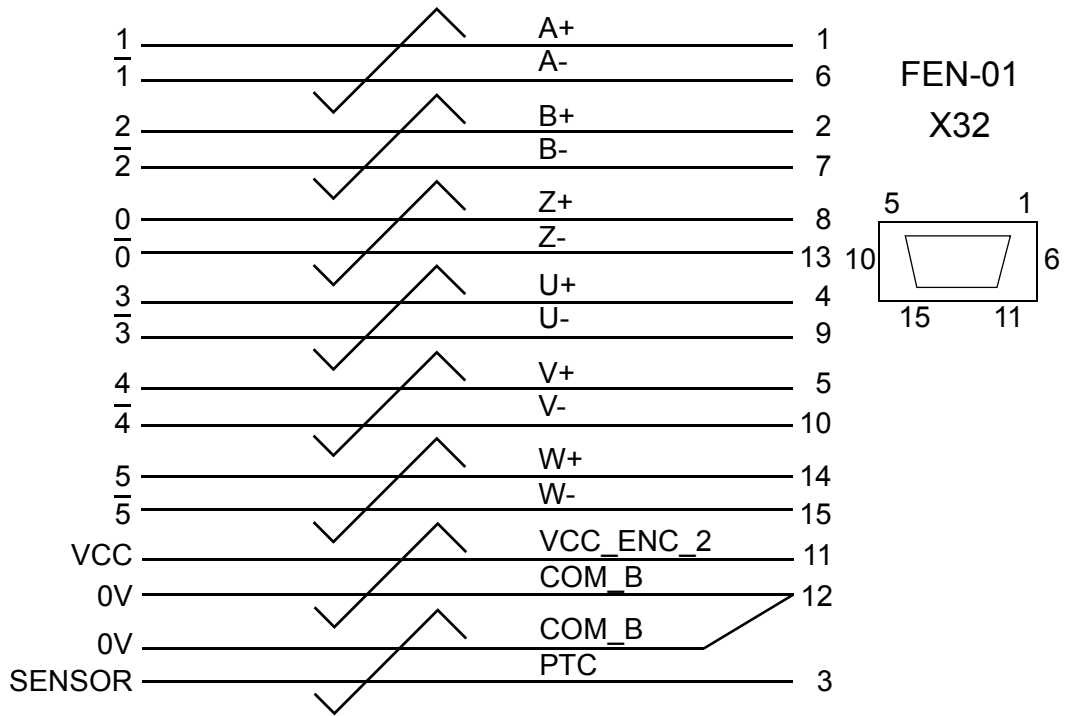 1 A+ 1
1̅ A- 6
2 B+ 2
2̅ B- 7
0 Z+ 8
0̅ Z- 13
3 U+ 4
3̅ U- 9
4 V+ 5
4̅ V- 10
5 W+ 14
5̅ W- 15
VCC VCC_ENC_2 11
0V COM_B 12
0V COM_B
SENSOR PTC 3
FEN-01
X32
5 1
10 6
15 11